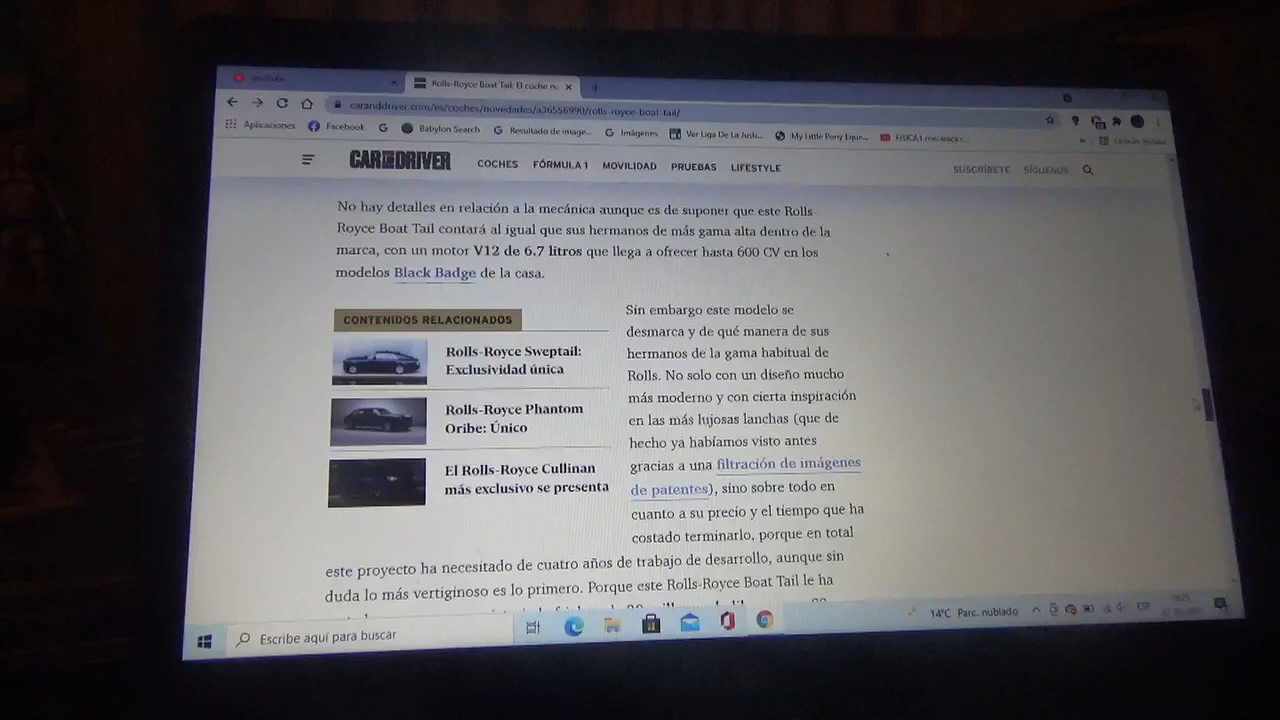 YouTube
Rolls-Royce Boat Tail: El coche nu
caranddriver.com/es/coches/novedades/a36556990/rolls-royce-boat-tail/
Aplicaciones Facebook Babylon Search Resultado de image... Imágenes Ver Liga De La Justi... My Little Pony Eque... FISICA1
CAR AND DRIVER COCHES FÓRMULA 1 MOVILIDAD PRUEBAS LIFESTYLE SUSCRÍBETE SÍGUENOS
No hay detalles en relación a la mecánica aunque es de suponer que este Rolls
Royce Boat Tail contará al igual que sus hermanos de más gama alta dentro de la
marca, con un motor V12 de 6.7 litros que llega a ofrecer hasta 600 CV en los
modelos Black Badge de la casa.
CONTENIDOS RELACIONADOS
Rolls-Royce Sweptail:
Exclusividad única
Rolls-Royce Phantom
Oribe: Único
El Rolls-Royce Cullinan
más exclusivo se presenta
Sin embargo este modelo se
desmarca y de qué manera de sus
hermanos de la gama habitual de
Rolls. No solo con un diseño mucho
más moderno y con cierta inspiración
en las más lujosas lanchas (que de
hecho ya habíamos visto antes
gracias a una filtración de imágenes
de patentes), sino sobre todo en
cuanto a su precio y el tiempo que ha
costado terminarlo, porque en total
este proyecto ha necesitado de cuatro años de trabajo de desarrollo, aunque sin
duda lo más vertiginoso es lo primero. Porque este Rolls-Royce Boat Tail le ha
Escribe aquí para buscar
14°C Parc. nublado
ESP